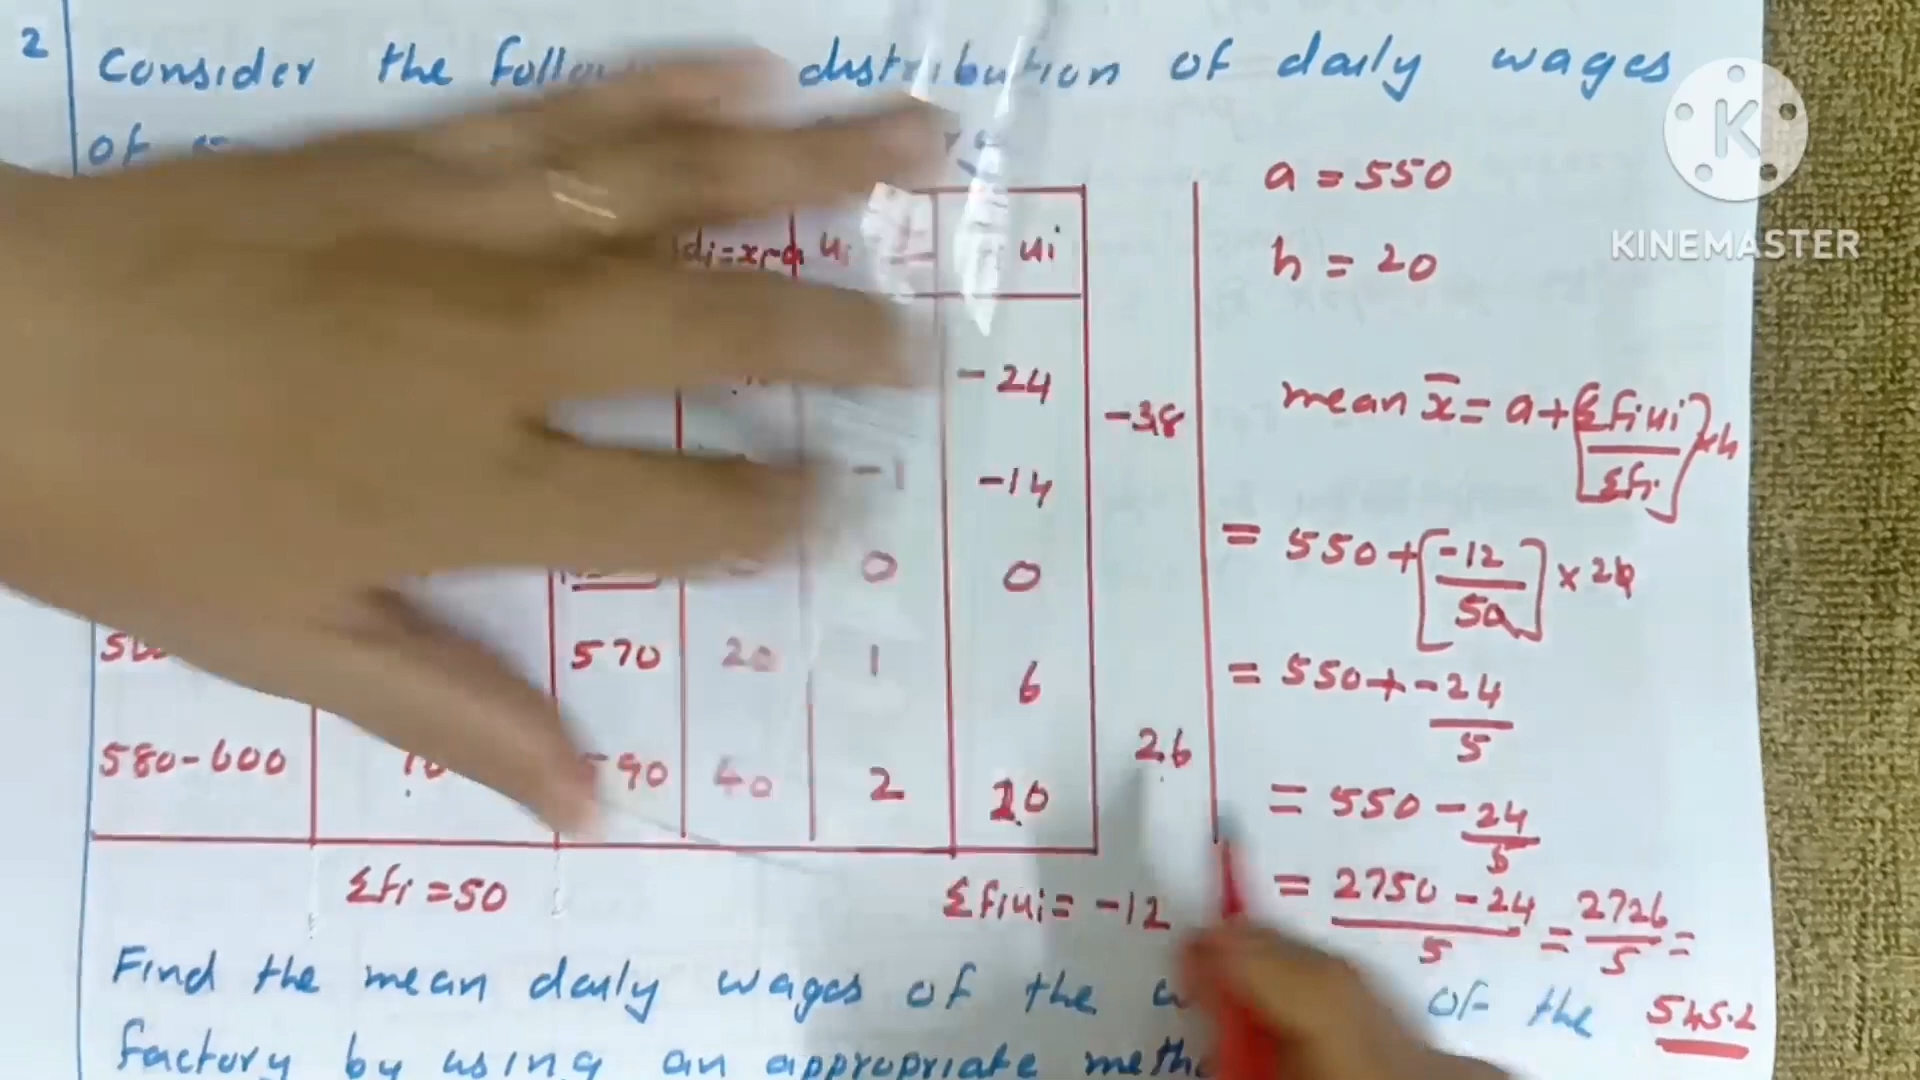 2
Consider the distribution of daily wages
of
a = 550
KINEMASTER
h = 20
di=xi-a ui ui
-24
-38
mean x̄ = a+[Σfiui/Σfi]×h
-1 -14
= 550+[-12/50]×20
0 0
570 20 1 6
= 550+-24/5
26
580-600 10 590 40 2 20
= 550-24/5
Σfi=50 Σfiui= -12
= 2750-24/5 = 2726/5 =
545.2
Find the mean daily wages of the of the
factory by using an appropriate